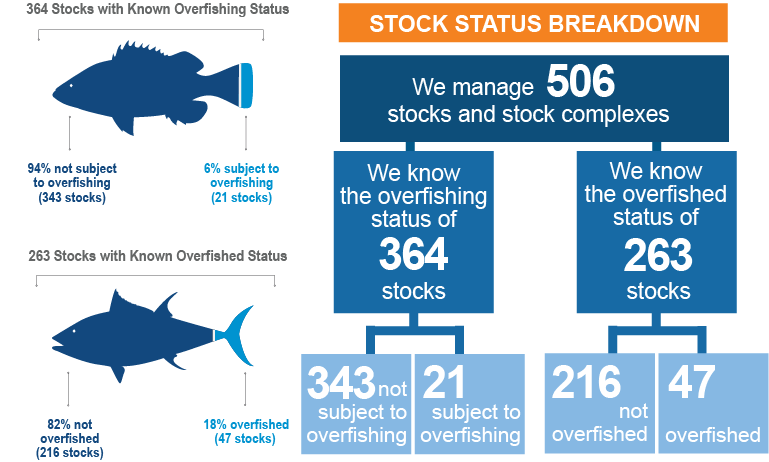 364 Stocks with Known Overfishing Status
94% not subject
to overfishing
(343 stocks)
6% subject to
overfishing
(21 stocks)
263 Stocks with Known Overfished Status
82% not
overfished
(216 stocks)
18% overfished
(47 stocks)
STOCK STATUS BREAKDOWN
We manage 506
stocks and stock complexes
We know
the overfishing
status of
364
stocks
We know
the overfished
status of
263
stocks
343 not
subject to
overfishing
21
subject to
overfishing
216
not
overfished
47
overfished